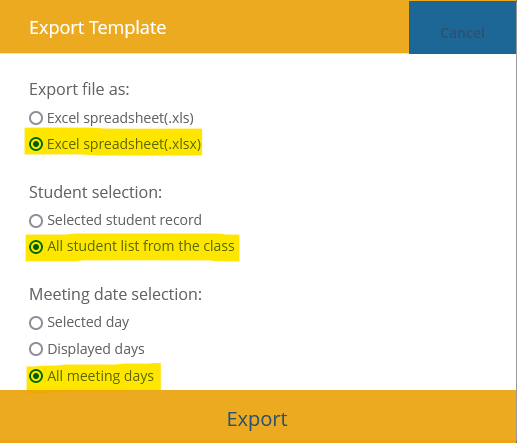 Export Template
Cancel
Export file as:
Excel spreadsheet(.xls)
Excel spreadsheet(.xlsx)
Student selection:
Selected student record
All student list from the class
Meeting date selection:
Selected day
Displayed days
All meeting days
Export